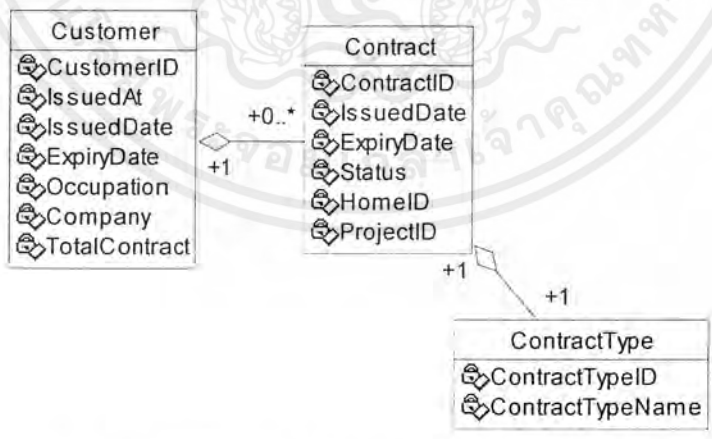 Customer
CustomerID
IssuedAt
IssuedDate
ExpiryDate
Occupation
Company
TotalContract
+0..*
+1
Contract
ContractID
IssuedDate
ExpiryDate
Status
HomeID
ProjectID
+1
+1
ContractType
ContractTypeID
ContractTypeName